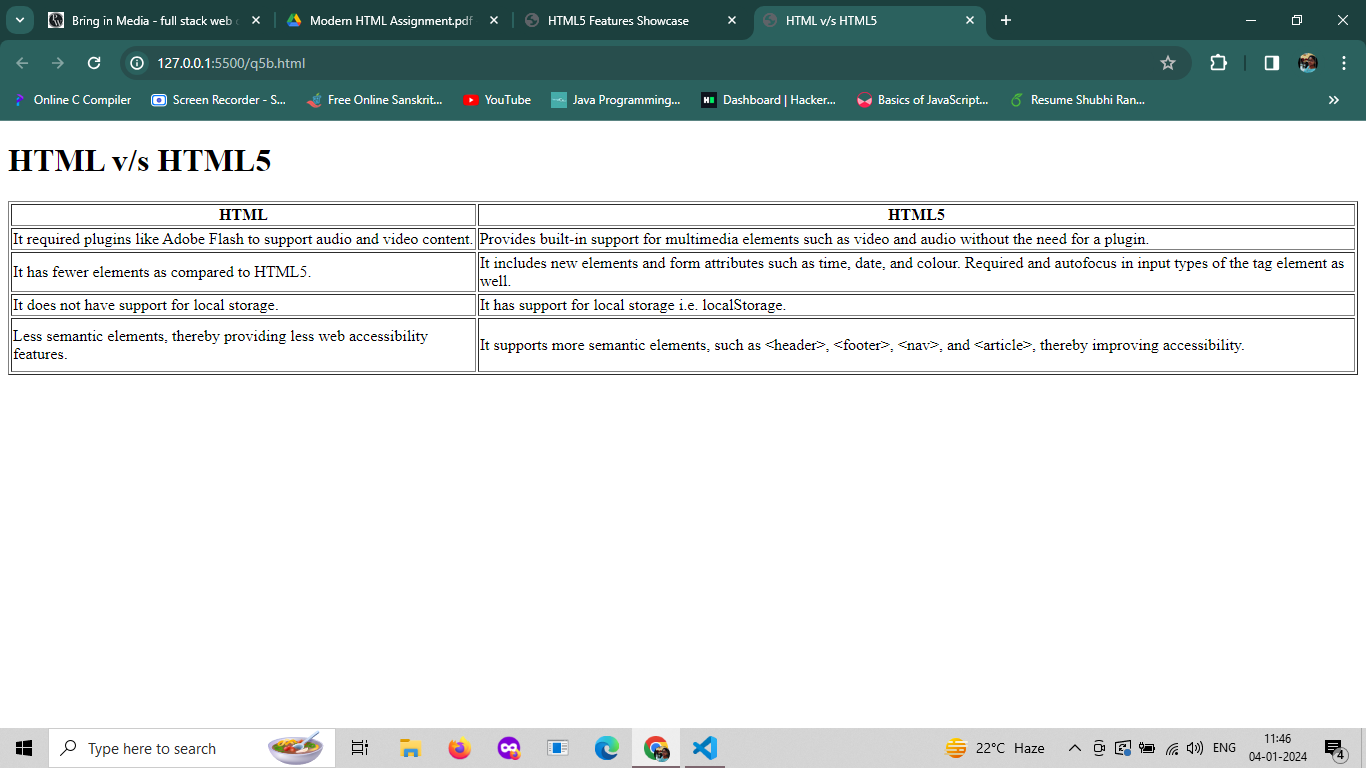 Bring in Media - full stack web
Modern HTML Assignment.pdf
HTML5 Features Showcase
HTML v/s HTML5
127.0.0.1:5500/q5b.html
Online C Compiler
Screen Recorder - S...
Free Online Sanskrit...
YouTube
Java Programming...
Dashboard | Hacker...
Basics of JavaScript...
Resume Shubhi Ran...
HTML v/s HTML5
HTML
HTML5
It required plugins like Adobe Flash to support audio and video content.
Provides built-in support for multimedia elements such as video and audio without the need for a plugin.
It has fewer elements as compared to HTML5.
It includes new elements and form attributes such as time, date, and colour. Required and autofocus in input types of the tag element as
well.
It does not have support for local storage.
It has support for local storage i.e. localStorage.
Less semantic elements, thereby providing less web accessibility
features.
It supports more semantic elements, such as <header>, <footer>, <nav>, and <article>, thereby improving accessibility.
Type here to search
22°C Haze
ENG
11:46
04-01-2024
4